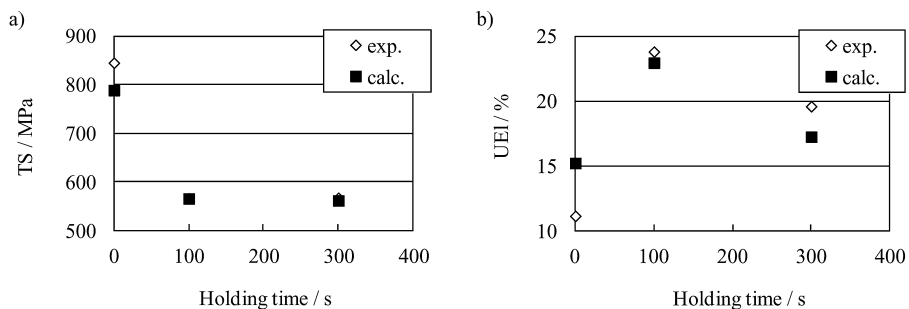 a)
TS / MPa
900
800
700
600
500
0 100 200 300 400
Holding time / s
exp.
calc.
b)
UEl / %
25
20
15
10
0 100 200 300 400
Holding time / s
exp.
calc.